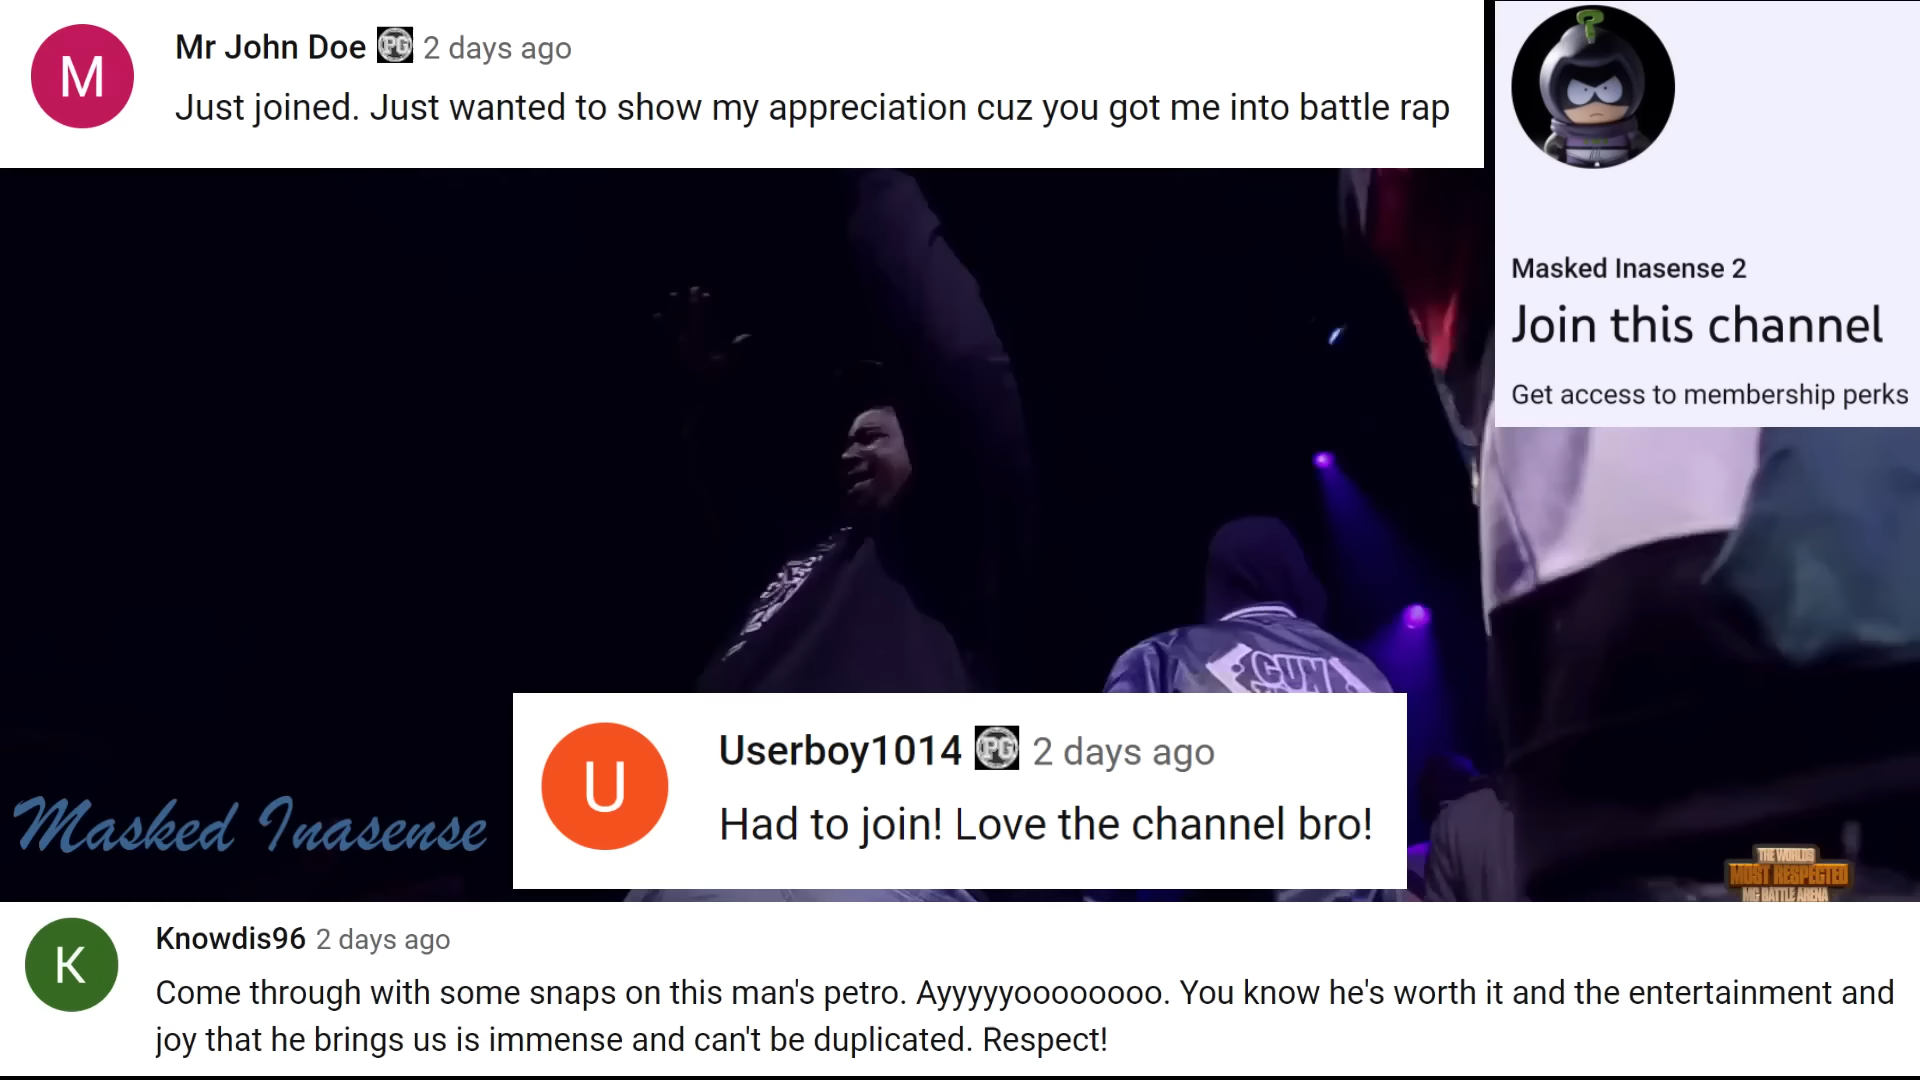 M
Mr John Doe PG 2 days ago
Just joined. Just wanted to show my appreciation cuz you got me into battle rap
Masked Inasense 2
Join this channel
Get access to membership perks
GUN
U
Userboy1014 PG 2 days ago
Had to join! Love the channel bro!
Masked Inasense
THE WORLDS
MOST RESPECTED
MC BATTLE ARENA
K
Knowdis96 2 days ago
Come through with some snaps on this man's petro. Ayyyyyoooooooo. You know he's worth it and the entertainment and
joy that he brings us is immense and can't be duplicated. Respect!